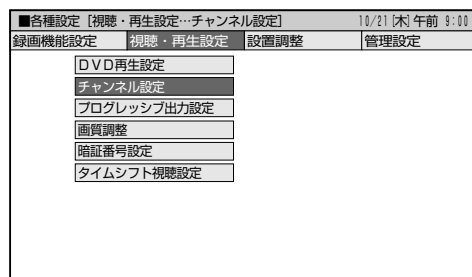 ■各種設定［視聴・再生設定…チャンネル設定］ 10/21［木］午前 9:00
録画機能設定 視聴・再生設定 設置調整 管理設定
ＤＶＤ再生設定
チャンネル設定
プログレッシブ出力設定
画質調整
暗証番号設定
タイムシフト視聴設定